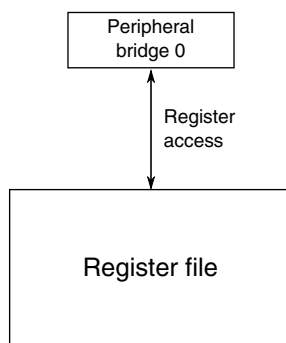 Peripheral
bridge 0
Register
access
Register file